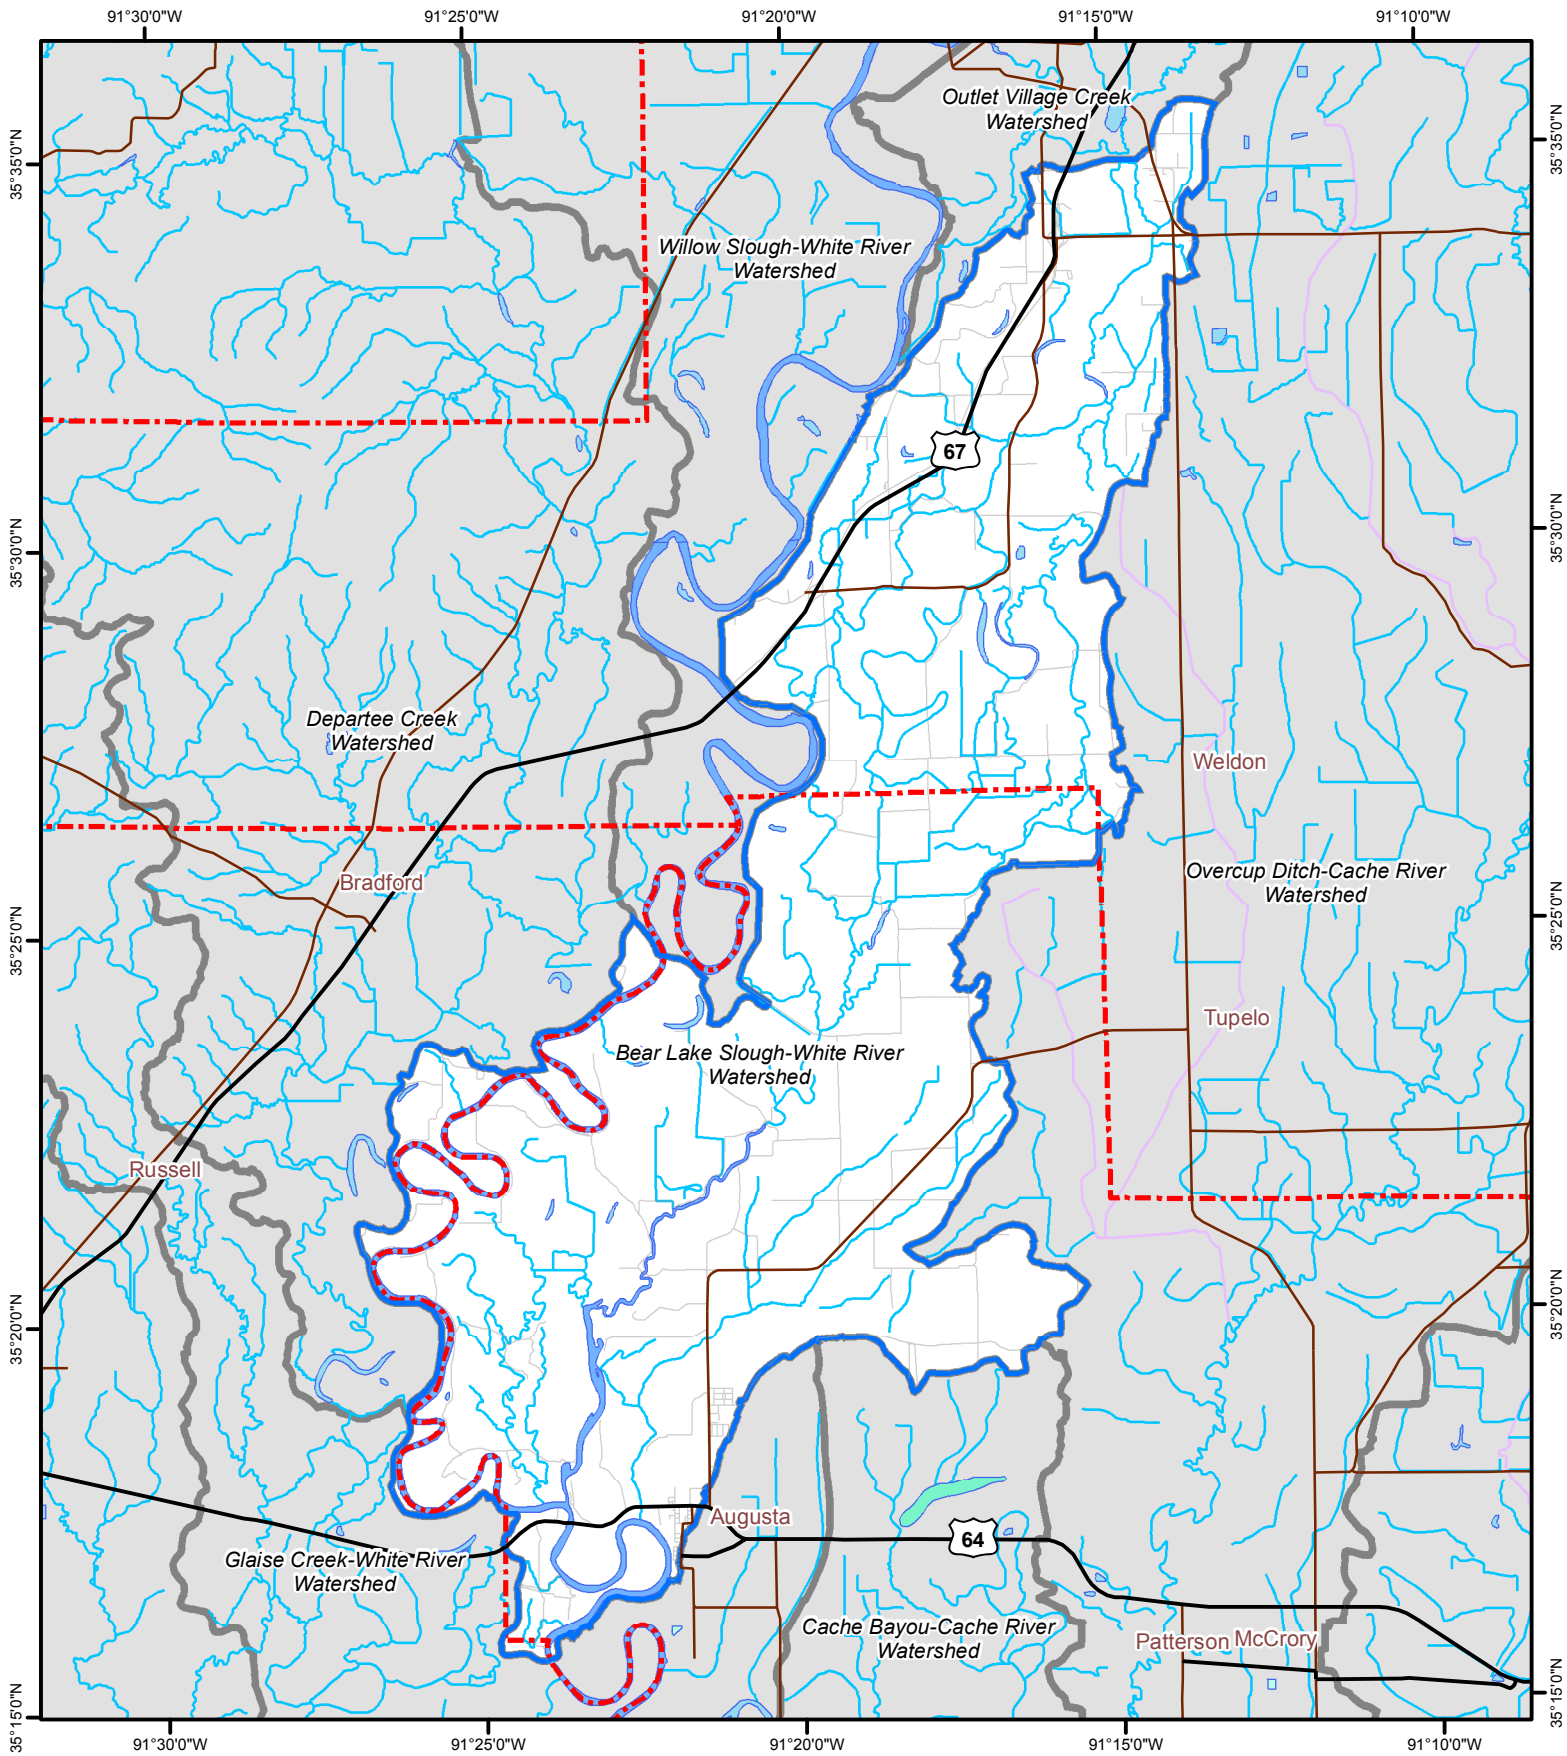 91°30'0"W
91°25'0"W
91°20'0"W
91°15'0"W
91°10'0"W
35°35'0"N
35°35'0"N
Outlet Village Creek
Watershed
Willow Slough-White River
Watershed
67
35°30'0"N
35°30'0"N
Departee Creek
Watershed
Weldon
Bradford
Overcup Ditch-Cache River
Watershed
35°25'0"N
35°25'0"N
Tupelo
Bear Lake Slough-White River
Watershed
Russell
35°20'0"N
35°20'0"N
Augusta
64
Glaise Creek-White River
Watershed
Cache Bayou-Cache River
Watershed
Patterson
McCrory
35°15'0"N
35°15'0"N
91°30'0"W
91°25'0"W
91°20'0"W
91°15'0"W
91°10'0"W